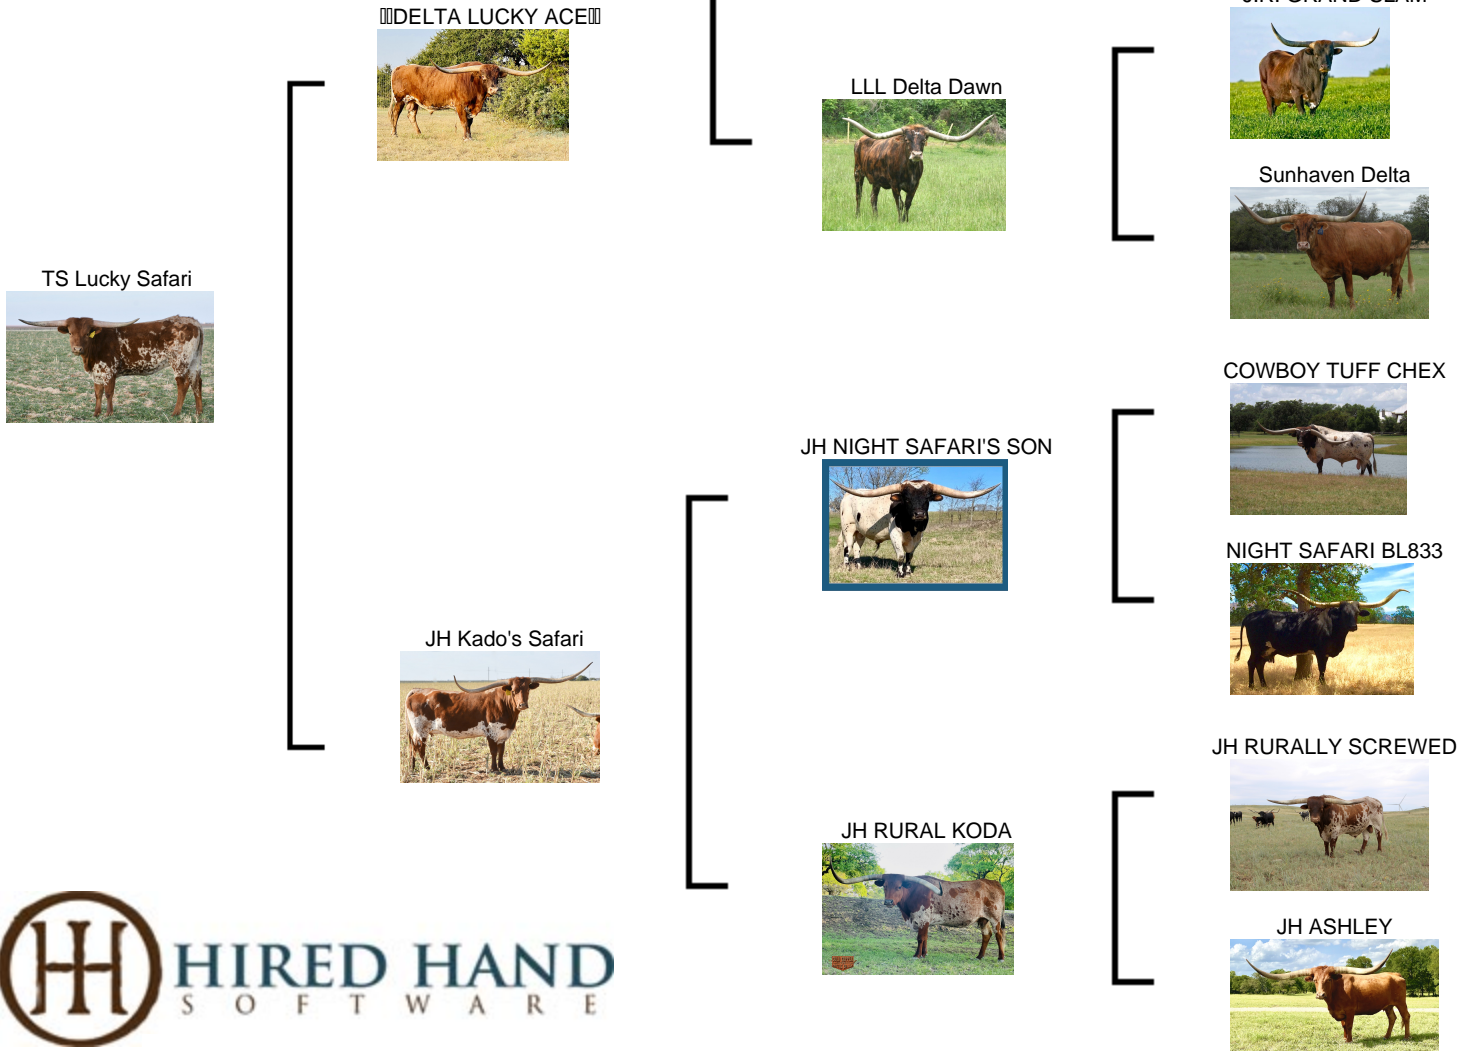 DELTA LUCKY ACE
LLL Delta Dawn
Sunhaven Delta
TS Lucky Safari
COWBOY TUFF CHEX
JH NIGHT SAFARI'S SON
NIGHT SAFARI BL833
JH Kado's Safari
JH RURALLY SCREWED
JH RURAL KODA
JH ASHLEY
HIRED HAND
SOFTWARE